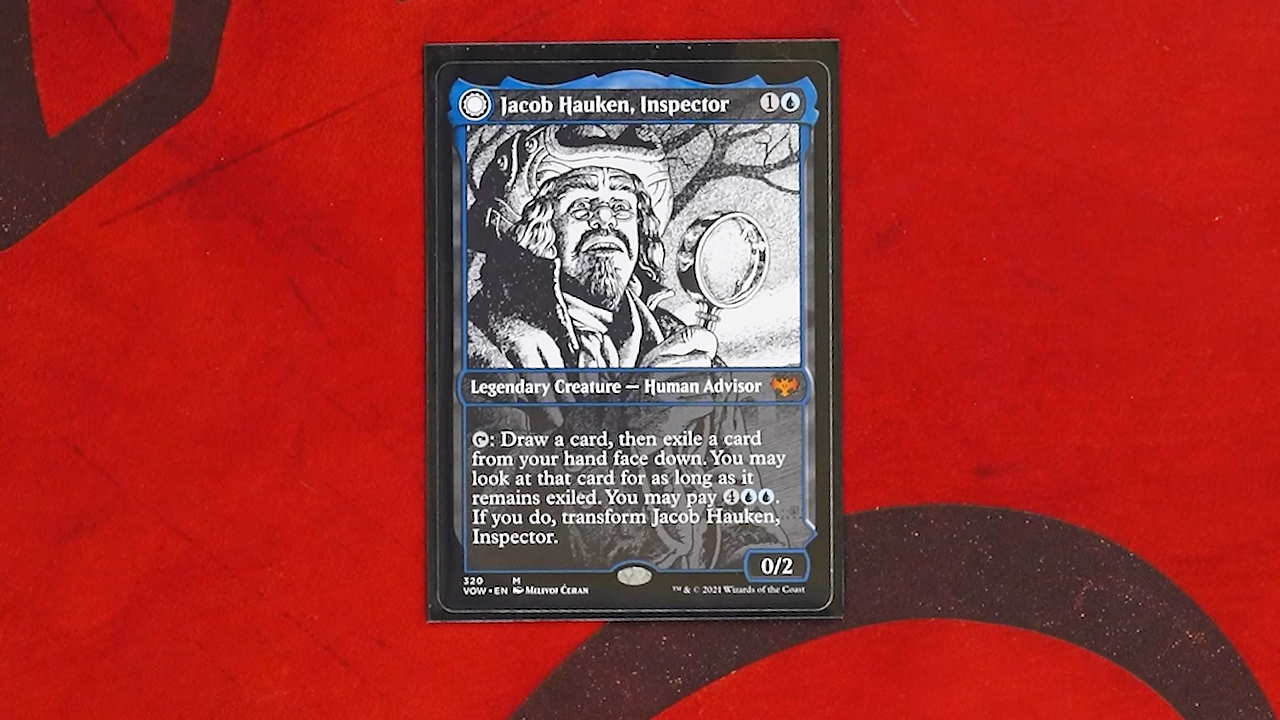 Jacob Hauken, Inspector 1
Legendary Creature — Human Advisor
: Draw a card, then exile a card
from your hand face down. You may
look at that card for as long as it
remains exiled. You may pay 4.
If you do, transform Jacob Hauken,
Inspector.
0/2
320 M
VOW • EN Milivoj Ćeran
™ & © 2021 Wizards of the Coast